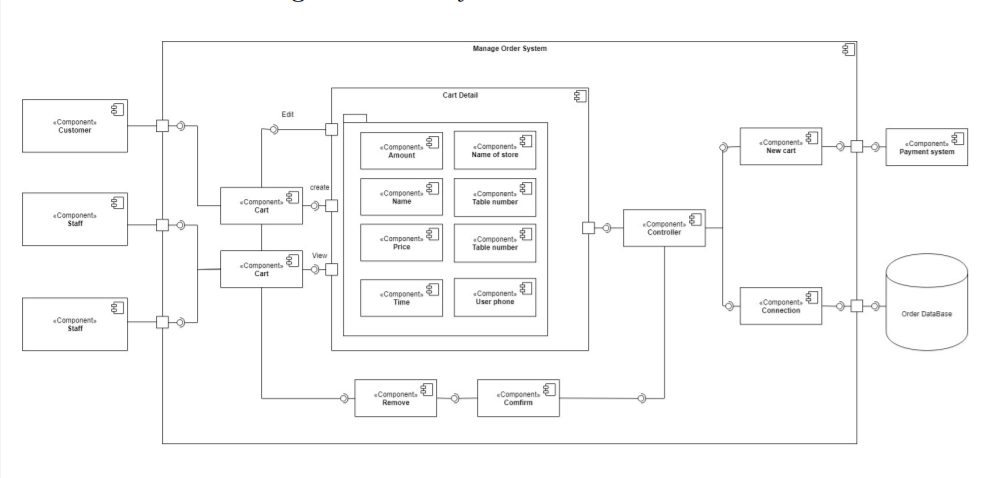 Manage Order System
Cart Detail
«Component»
Customer
Edit
«Component»
Amount
«Component»
Name of store
«Component»
New cart
«Component»
Payment system
create
«Component»
Cart
«Component»
Name
«Component»
Table number
«Component»
Staff
«Component»
Controller
«Component»
Price
«Component»
Table number
View
«Component»
Cart
«Component»
Time
«Component»
User phone
«Component»
Staff
«Component»
Connection
Order DataBase
«Component»
Remove
«Component»
Comfirm